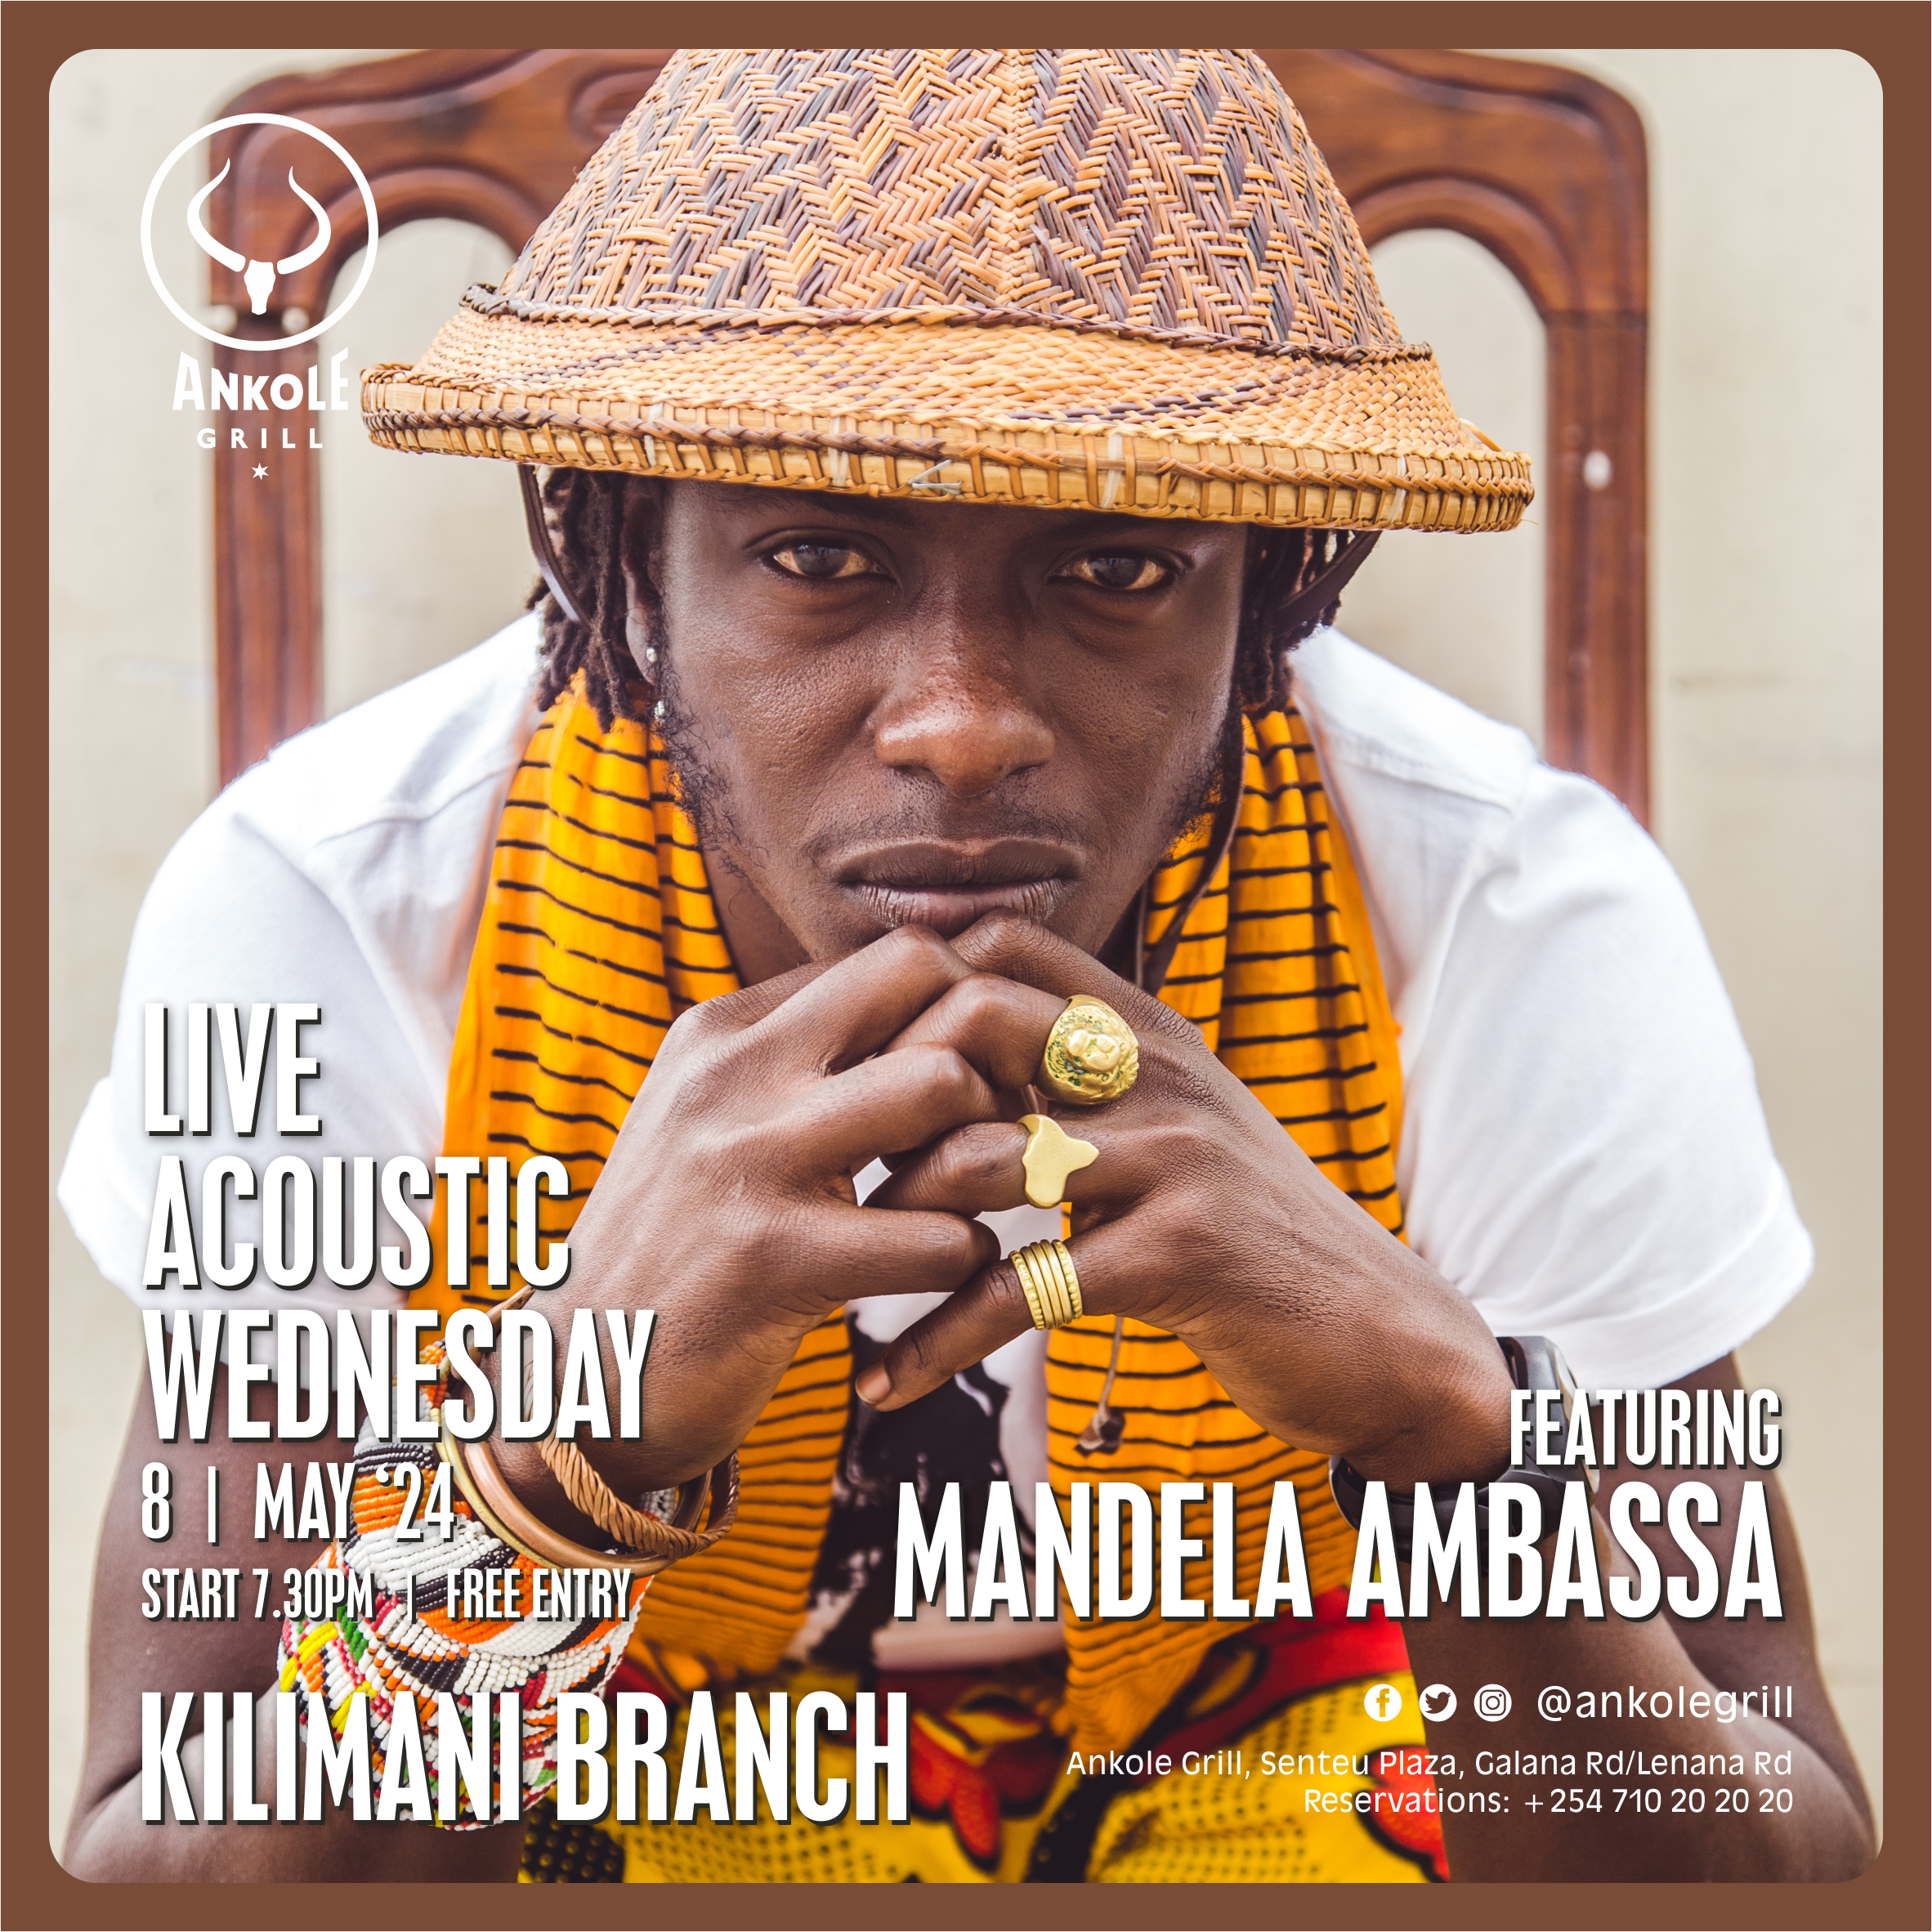 ANKOLE
GRILL
LIVE
ACOUSTIC
WEDNESDAY
8 | MAY ‘24
START 7.30PM | FREE ENTRY
KILIMANI BRANCH
FEATURING
MANDELA AMBASSA
@ankolegrill
Ankole Grill, Senteu Plaza, Galana Rd/Lenana Rd
Reservations: +254 710 20 20 20